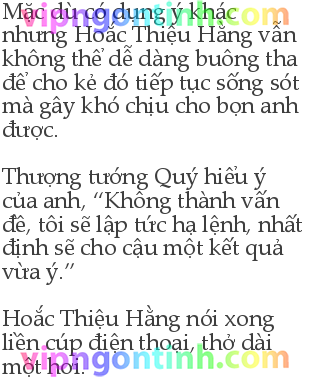 Mặc dù có dụng ý khác
vipngontinh.com
nhưng Hoắc Thiệu Hằng vẫn
không thể dễ dàng buông tha
để cho kẻ đó tiếp tục sống sót
mà gây khó chịu cho bọn anh
được.
Thượng tướng Quý hiểu ý
của anh, “Không thành vấn
đề, tôi sẽ lập tức hạ lệnh, nhất
định sẽ cho cậu một kết quả
vừa ý.”
Hoắc Thiệu Hằng nói xong
liền cúp điện thoại, thở dài
một hơi.
vipngontinh.com